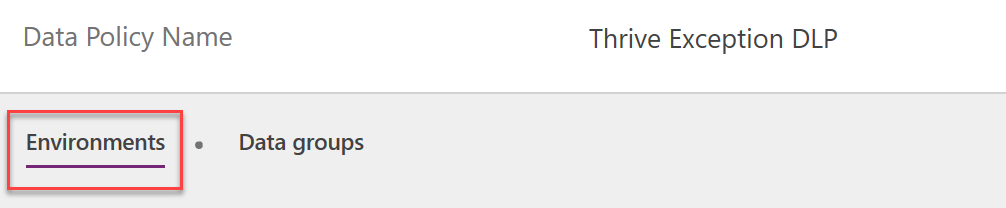 Data Policy Name Thrive Exception DLP
Environments • Data groups